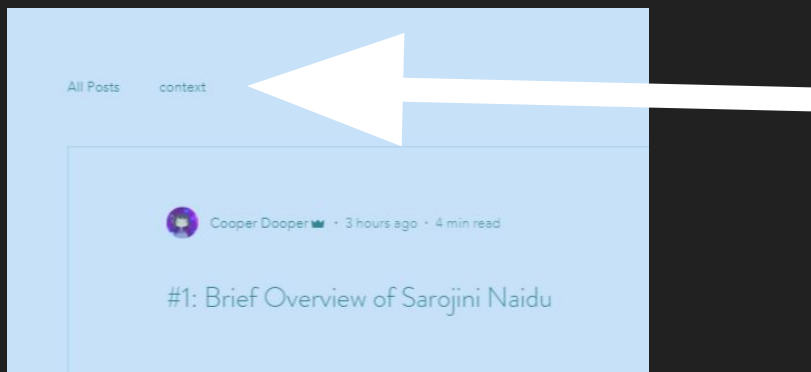 All Posts context
Cooper Dooper · 3 hours ago · 4 min read
#1: Brief Overview of Sarojini Naidu